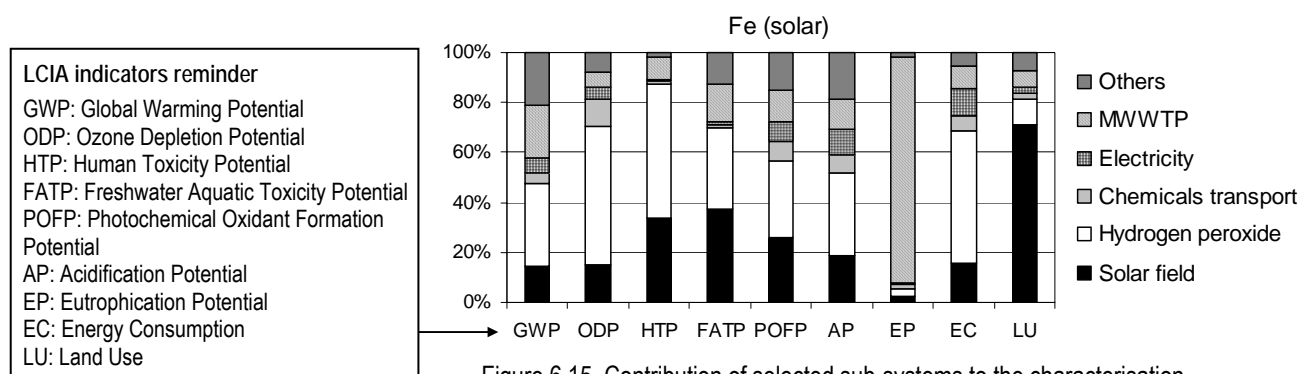 LCIA indicators reminder
GWP: Global Warming Potential
ODP: Ozone Depletion Potential
HTP: Human Toxicity Potential
FATP: Freshwater Aquatic Toxicity Potential
POFP: Photochemical Oxidant Formation
Potential
AP: Acidification Potential
EP: Eutrophication Potential
EC: Energy Consumption
LU: Land Use
Fe (solar)
100%
80%
60%
40%
20%
0%
GWP ODP HTP FATP POFP AP EP EC LU
Others
MWWTP
Electricity
Chemicals transport
Hydrogen peroxide
Solar field
Figure 6.15. Contribution of selected sub-systems to the characterisation